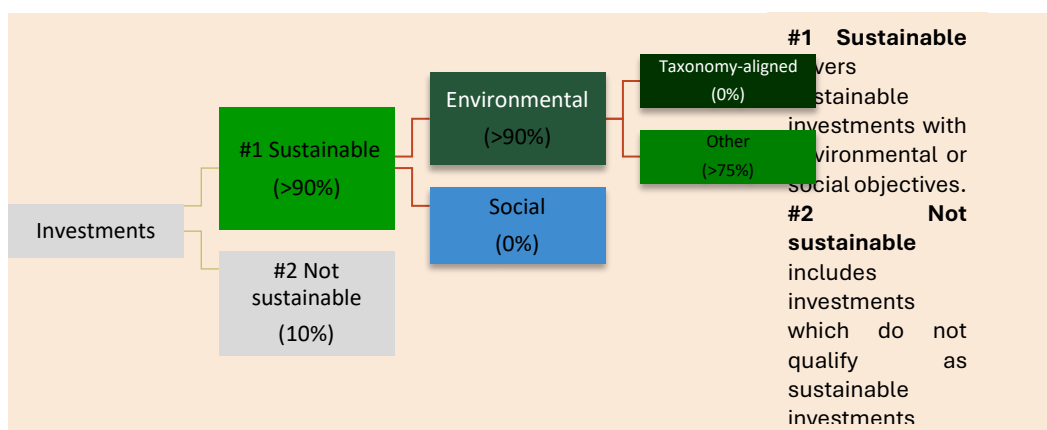 Investments
#1 Sustainable
(>90%)
#2 Not
sustainable
(10%)
Environmental
(>90%)
Social
(0%)
Taxonomy-aligned
(0%)
Other
(>75%)
#1 Sustainable
investments with
social objectives.
#2 Not
sustainable
includes
investments
which do not
qualify as
sustainable
investments